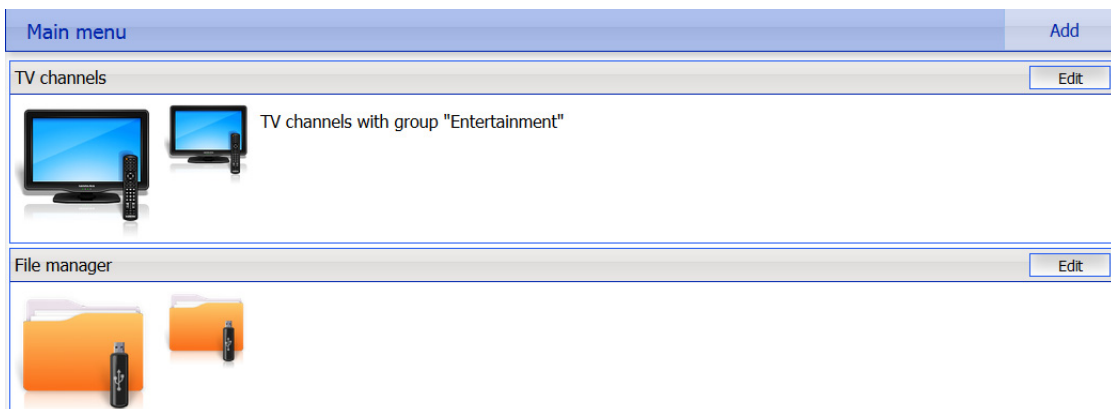 Main menu
Add
TV channels
Edit
TV channels with group "Entertainment"
File manager
Edit